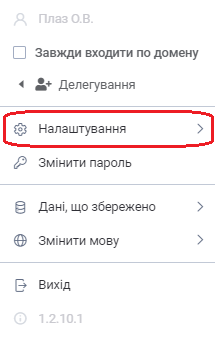 Плаз О.В.
Завжди входити по домену
Делегування
Налаштування
Змінити пароль
Дані, що збережено
Змінити мову
Вихід
1.2.10.1